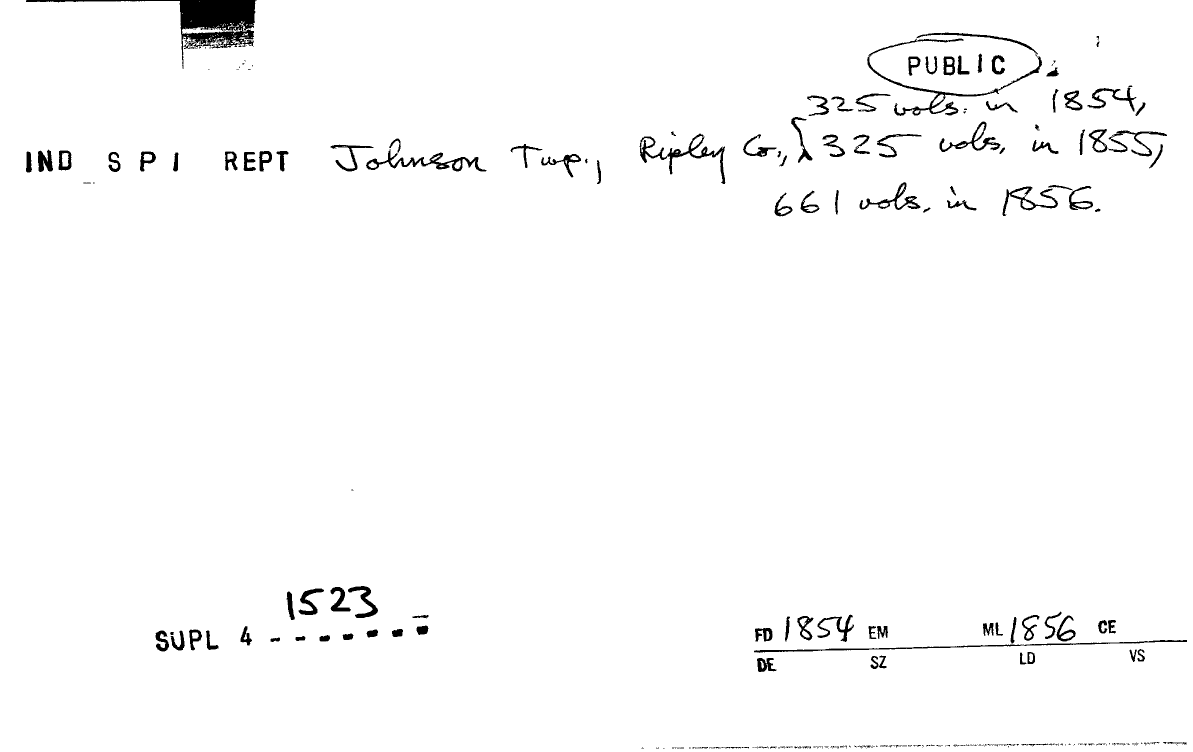 PUBLIC
325 vols. in 1854,
IND S P I REPT Johnson Twp., Ripley Co., 325 vols. in 1855,
661 vols. in 1856.
1523
SUPL 4 - - - - - - -
FD 1854 EM ML 1856 CE
DE SZ LD VS